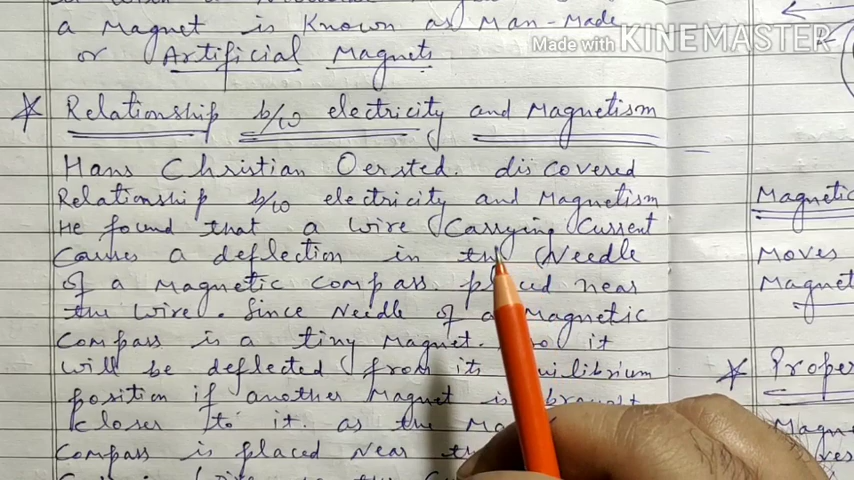 a Magnet is Known as Man-Made
or Artificial Magnets
Made with KINEMASTER
Relationship b/w electricity and Magnetism
Hans Christian Oersted. discovered
Relationship b/w electricity and Magnetism
He found that a wire Carrying Current
Causes a deflection in the Needle
of a Magnetic Compass. placed near
the wire. Since Needle of a Magnetic
Compass is a tiny Magnet. it
will be deflected from its
position if another Magnet is
closer to it. as the
Compass is placed near
Magnetic
Moves
Magnet
Proper
Magne